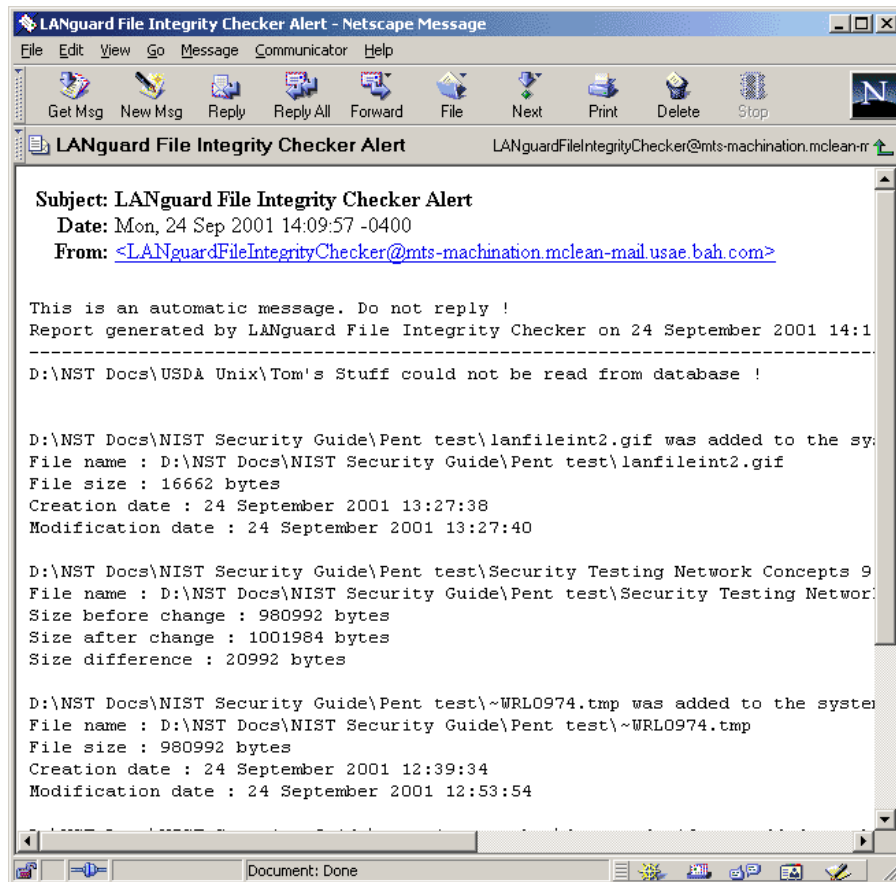 LANguard File Integrity Checker Alert - Netscape Message
File Edit View Go Message Communicator Help
Get Msg New Msg Reply Reply All Forward File Next Print Delete Stop
N
LANguard File Integrity Checker Alert LANguardFileIntegrityChecker@mts-machination.mclean-m
Subject: LANguard File Integrity Checker Alert
Date: Mon, 24 Sep 2001 14:09:57 -0400
From: <LANguardFileIntegrityChecker@mts-machination.mclean-mail.usae.bah.com>
This is an automatic message. Do not reply !
Report generated by LANguard File Integrity Checker on 24 September 2001 14:1
--------------------------------------------------------------------------------
D:\NST Docs\USDA Unix\Tom's Stuff could not be read from database !
D:\NST Docs\NIST Security Guide\Pent test\lanfileint2.gif was added to the sy
File name : D:\NST Docs\NIST Security Guide\Pent test\lanfileint2.gif
File size : 16662 bytes
Creation date : 24 September 2001 13:27:38
Modification date : 24 September 2001 13:27:40
D:\NST Docs\NIST Security Guide\Pent test\Security Testing Network Concepts 9
File name : D:\NST Docs\NIST Security Guide\Pent test\Security Testing Networ
Size before change : 980992 bytes
Size after change : 1001984 bytes
Size difference : 20992 bytes
D:\NST Docs\NIST Security Guide\Pent test\~WRL0974.tmp was added to the system
File name : D:\NST Docs\NIST Security Guide\Pent test\~WRL0974.tmp
File size : 980992 bytes
Creation date : 24 September 2001 12:39:34
Modification date : 24 September 2001 12:53:54
Document: Done